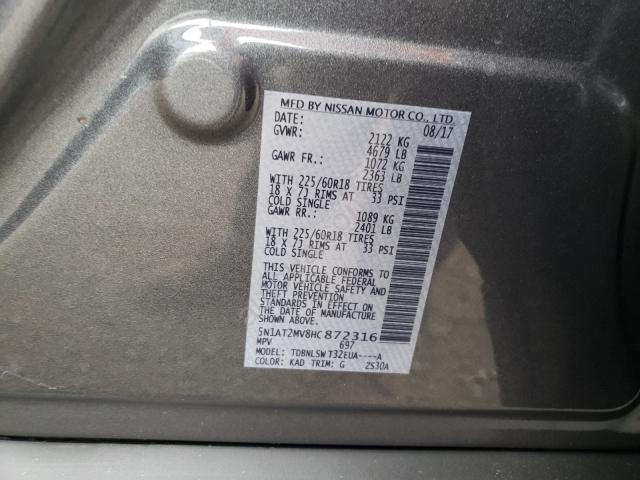 MFD BY NISSAN MOTOR CO., LTD.
DATE: 08/17
GVWR: 2122 KG
4679 LB
GAWR FR.: 1072 KG
2363 LB
WITH 225/60R18 TIRES
18 X 7J RIMS AT 33 PSI
COLD SINGLE
GAWR RR.: 1089 KG
2401 LB
WITH 225/60R18 TIRES
18 X 7J RIMS AT 33 PSI
COLD SINGLE
THIS VEHICLE CONFORMS TO
ALL APPLICABLE FEDERAL
MOTOR VEHICLE SAFETY AND
THEFT PREVENTION
STANDARDS IN EFFECT ON
THE DATE OF MANUFACTURE
SHOWN ABOVE.
5N1AT2MV8HC872316
MPV 697
MODEL: TDBNLSW T32EUA----A
COLOR: KAD TRIM: G ZS30A